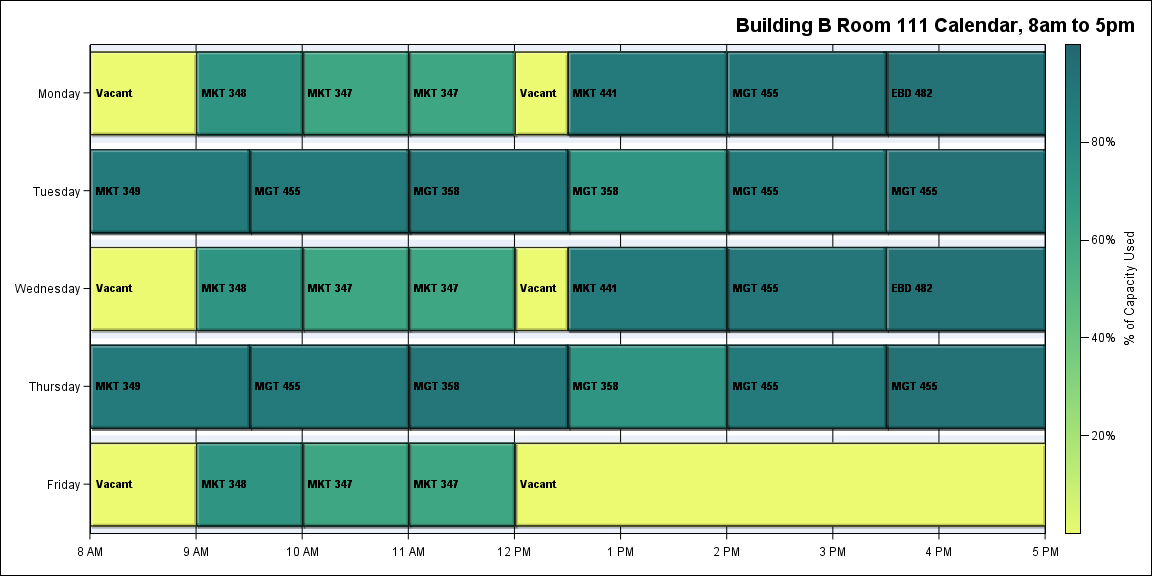 Building B Room 111 Calendar, 8am to 5pm
Monday
Vacant
MKT 348
MKT 347
MKT 347
Vacant
MKT 441
MGT 455
EBD 482
Tuesday
MKT 349
MGT 455
MGT 358
MGT 358
MGT 455
MGT 455
Wednesday
Vacant
MKT 348
MKT 347
MKT 347
Vacant
MKT 441
MGT 455
EBD 482
Thursday
MKT 349
MGT 455
MGT 358
MGT 358
MGT 455
MGT 455
Friday
Vacant
MKT 348
MKT 347
MKT 347
Vacant
8 AM
9 AM
10 AM
11 AM
12 PM
1 PM
2 PM
3 PM
4 PM
5 PM
80%
60%
40%
20%
% of Capacity Used